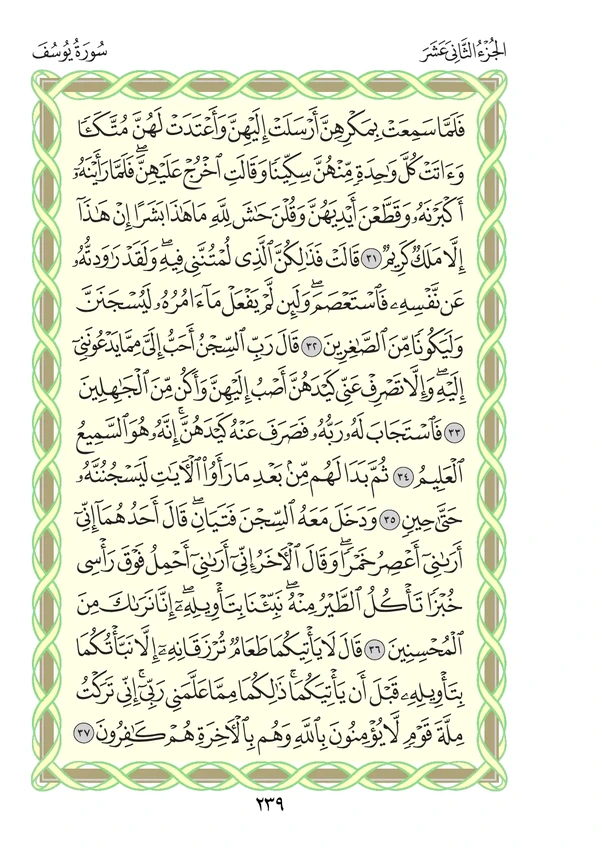 الجُزْءُ الثَّانِي عَشَرَ
سُورَةُ يُوسُفَ
فَلَمَّا سَمِعَتْ بِمَكْرِهِنَّ أَرْسَلَتْ إِلَيْهِنَّ وَأَعْتَدَتْ لَهُنَّ مُتَّكَـًٔا
وَءَاتَتْ كُلَّ وَٰحِدَةٍ مِّنْهُنَّ سِكِّينًا وَقَالَتِ ٱخْرُجْ عَلَيْهِنَّۖ فَلَمَّا رَأَيْنَهُۥٓ
أَكْبَرْنَهُۥ وَقَطَّعْنَ أَيْدِيَهُنَّ وَقُلْنَ حَٰشَ لِلَّهِ مَا هَٰذَا بَشَرًا إِنْ هَٰذَآ
إِلَّا مَلَكٌ كَرِيمٌ ٣١ قَالَتْ فَذَٰلِكُنَّ ٱلَّذِى لُمْتُنَّنِى فِيهِۖ وَلَقَدْ رَٰوَدتُّهُۥ
عَن نَّفْسِهِۦ فَٱسْتَعْصَمَۖ وَلَئِن لَّمْ يَفْعَلْ مَآ ءَامُرُهُۥ لَيُسْجَنَنَّ
وَلَيَكُونًا مِّنَ ٱلصَّٰغِرِينَ ٣٢ قَالَ رَبِّ ٱلسِّجْنُ أَحَبُّ إِلَىَّ مِمَّا يَدْعُونَنِىٓ
إِلَيْهِۖ وَإِلَّا تَصْرِفْ عَنِّى كَيْدَهُنَّ أَصْبُ إِلَيْهِنَّ وَأَكُن مِّنَ ٱلْجَٰهِلِينَ
٣٣ فَٱسْتَجَابَ لَهُۥ رَبُّهُۥ فَصَرَفَ عَنْهُ كَيْدَهُنَّۚ إِنَّهُۥ هُوَ ٱلسَّمِيعُ
ٱلْعَلِيمُ ٣٤ ثُمَّ بَدَا لَهُم مِّنۢ بَعْدِ مَا رَأَوُا۟ ٱلْءَايَٰتِ لَيَسْجُنُنَّهُۥ
حَتَّىٰ حِينٍ ٣٥ وَدَخَلَ مَعَهُ ٱلسِّجْنَ فَتَيَانِۖ قَالَ أَحَدُهُمَآ إِنِّىٓ
أَرَىٰنِىٓ أَعْصِرُ خَمْرًاۖ وَقَالَ ٱلْءَاخَرُ إِنِّىٓ أَرَىٰنِىٓ أَحْمِلُ فَوْقَ رَأْسِى
خُبْزًا تَأْكُلُ ٱلطَّيْرُ مِنْهُۖ نَبِّئْنَا بِتَأْوِيلِهِۦٓۖ إِنَّا نَرَىٰكَ مِنَ
ٱلْمُحْسِنِينَ ٣٦ قَالَ لَا يَأْتِيكُمَا طَعَامٌ تُرْزَقَانِهِۦٓ إِلَّا نَبَّأْتُكُمَا
بِتَأْوِيلِهِۦ قَبْلَ أَن يَأْتِيَكُمَاۚ ذَٰلِكُمَا مِمَّا عَلَّمَنِى رَبِّىٓۚ إِنِّى تَرَكْتُ
مِلَّةَ قَوْمٍ لَّا يُؤْمِنُونَ بِٱللَّهِ وَهُم بِٱلْءَاخِرَةِ هُمْ كَٰفِرُونَ ٣٧
٢٣٩